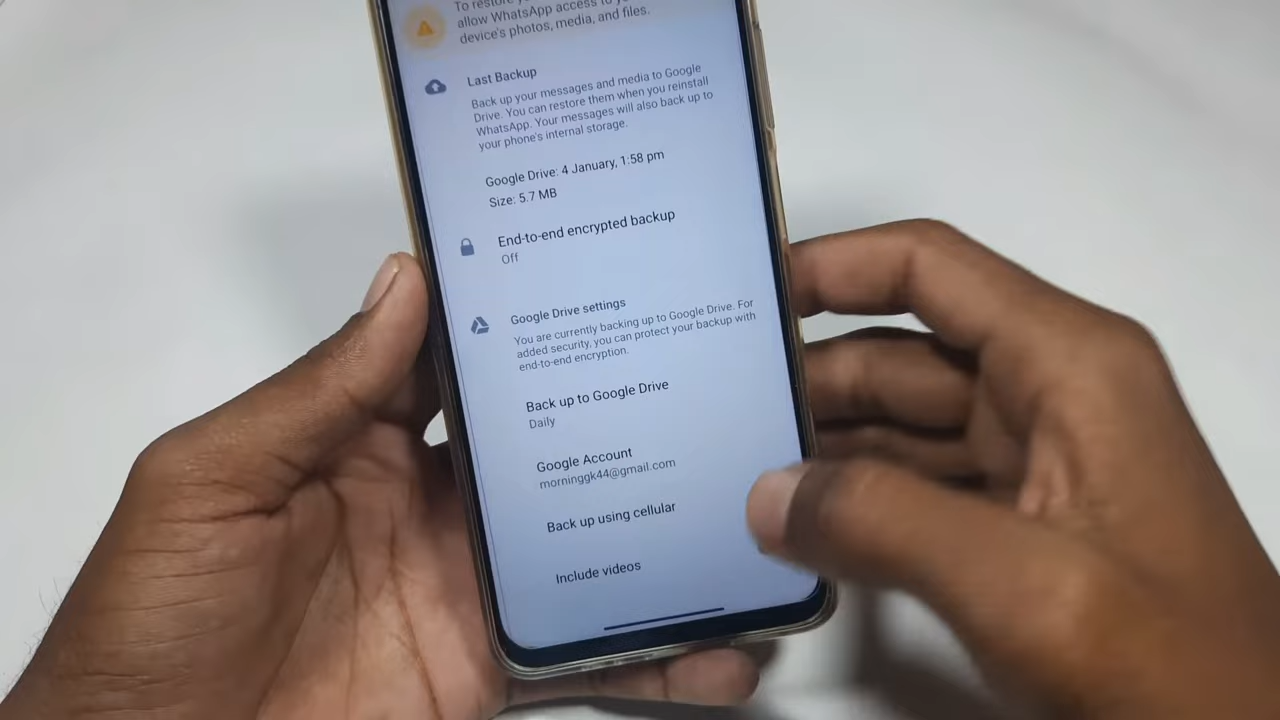 To restore
allow WhatsApp access to
device's photos, media, and files.
Last Backup
Back up your messages and media to Google
Drive. You can restore them when you reinstall
WhatsApp. Your messages will also back up to
your phone's internal storage.
Google Drive: 4 January, 1:58 pm
Size: 5.7 MB
End-to-end encrypted backup
Off
Google Drive settings
You are currently backing up to Google Drive. For
added security, you can protect your backup with
end-to-end encryption.
Back up to Google Drive
Daily
Google Account
morninggk44@gmail.com
Back up using cellular
Include videos